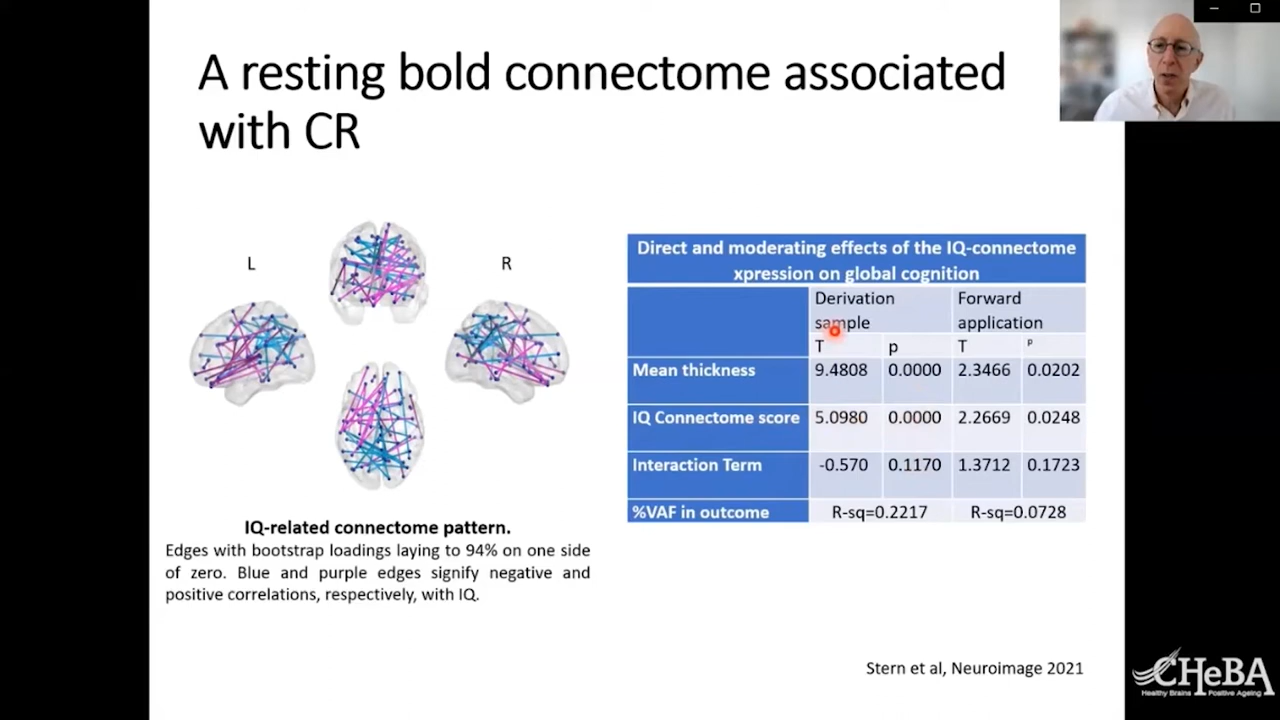 A resting bold connectome associated
with CR
L
R
IQ-related connectome pattern.
Edges with bootstrap loadings laying to 94% on one side
of zero. Blue and purple edges signify negative and
positive correlations, respectively, with IQ.
Direct and moderating effects of the IQ-connectome
xpression on global cognition
Derivation sample Forward application
T p T P
Mean thickness 9.4808 0.0000 2.3466 0.0202
IQ Connectome score 5.0980 0.0000 2.2669 0.0248
Interaction Term -0.570 0.1170 1.3712 0.1723
%VAF in outcome R-sq=0.2217 R-sq=0.0728
Stern et al, Neuroimage 2021
CHeBA
Healthy Brains Positive Ageing